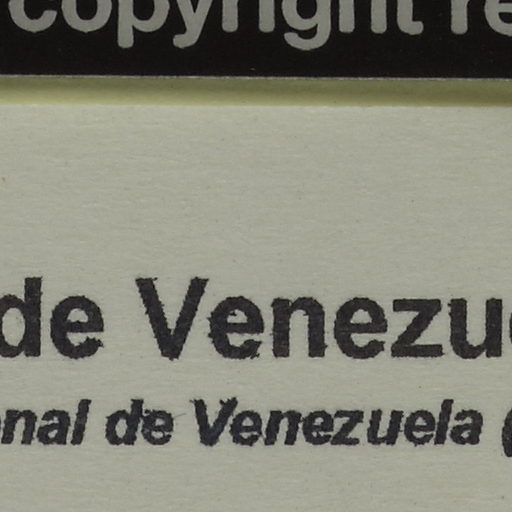 copyright re
de Venezue
onal de Venezuela (